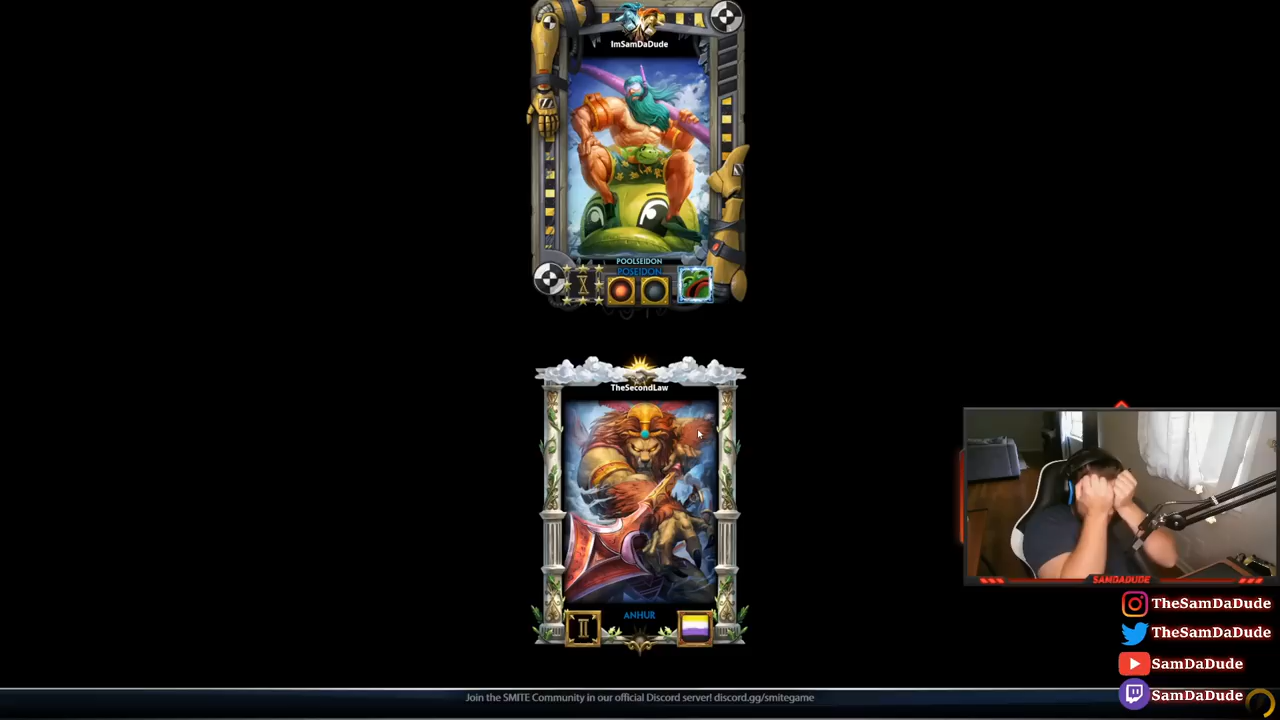 ImSamDaDude
POOLSEIDON
POSEIDON
X
TheSecondLaw
ANHUR
II
SAMDADUDE
TheSamDaDude
TheSamDaDude
SamDaDude
SamDaDude
Join the SMITE Community in our official Discord server! discord.gg/smitegame